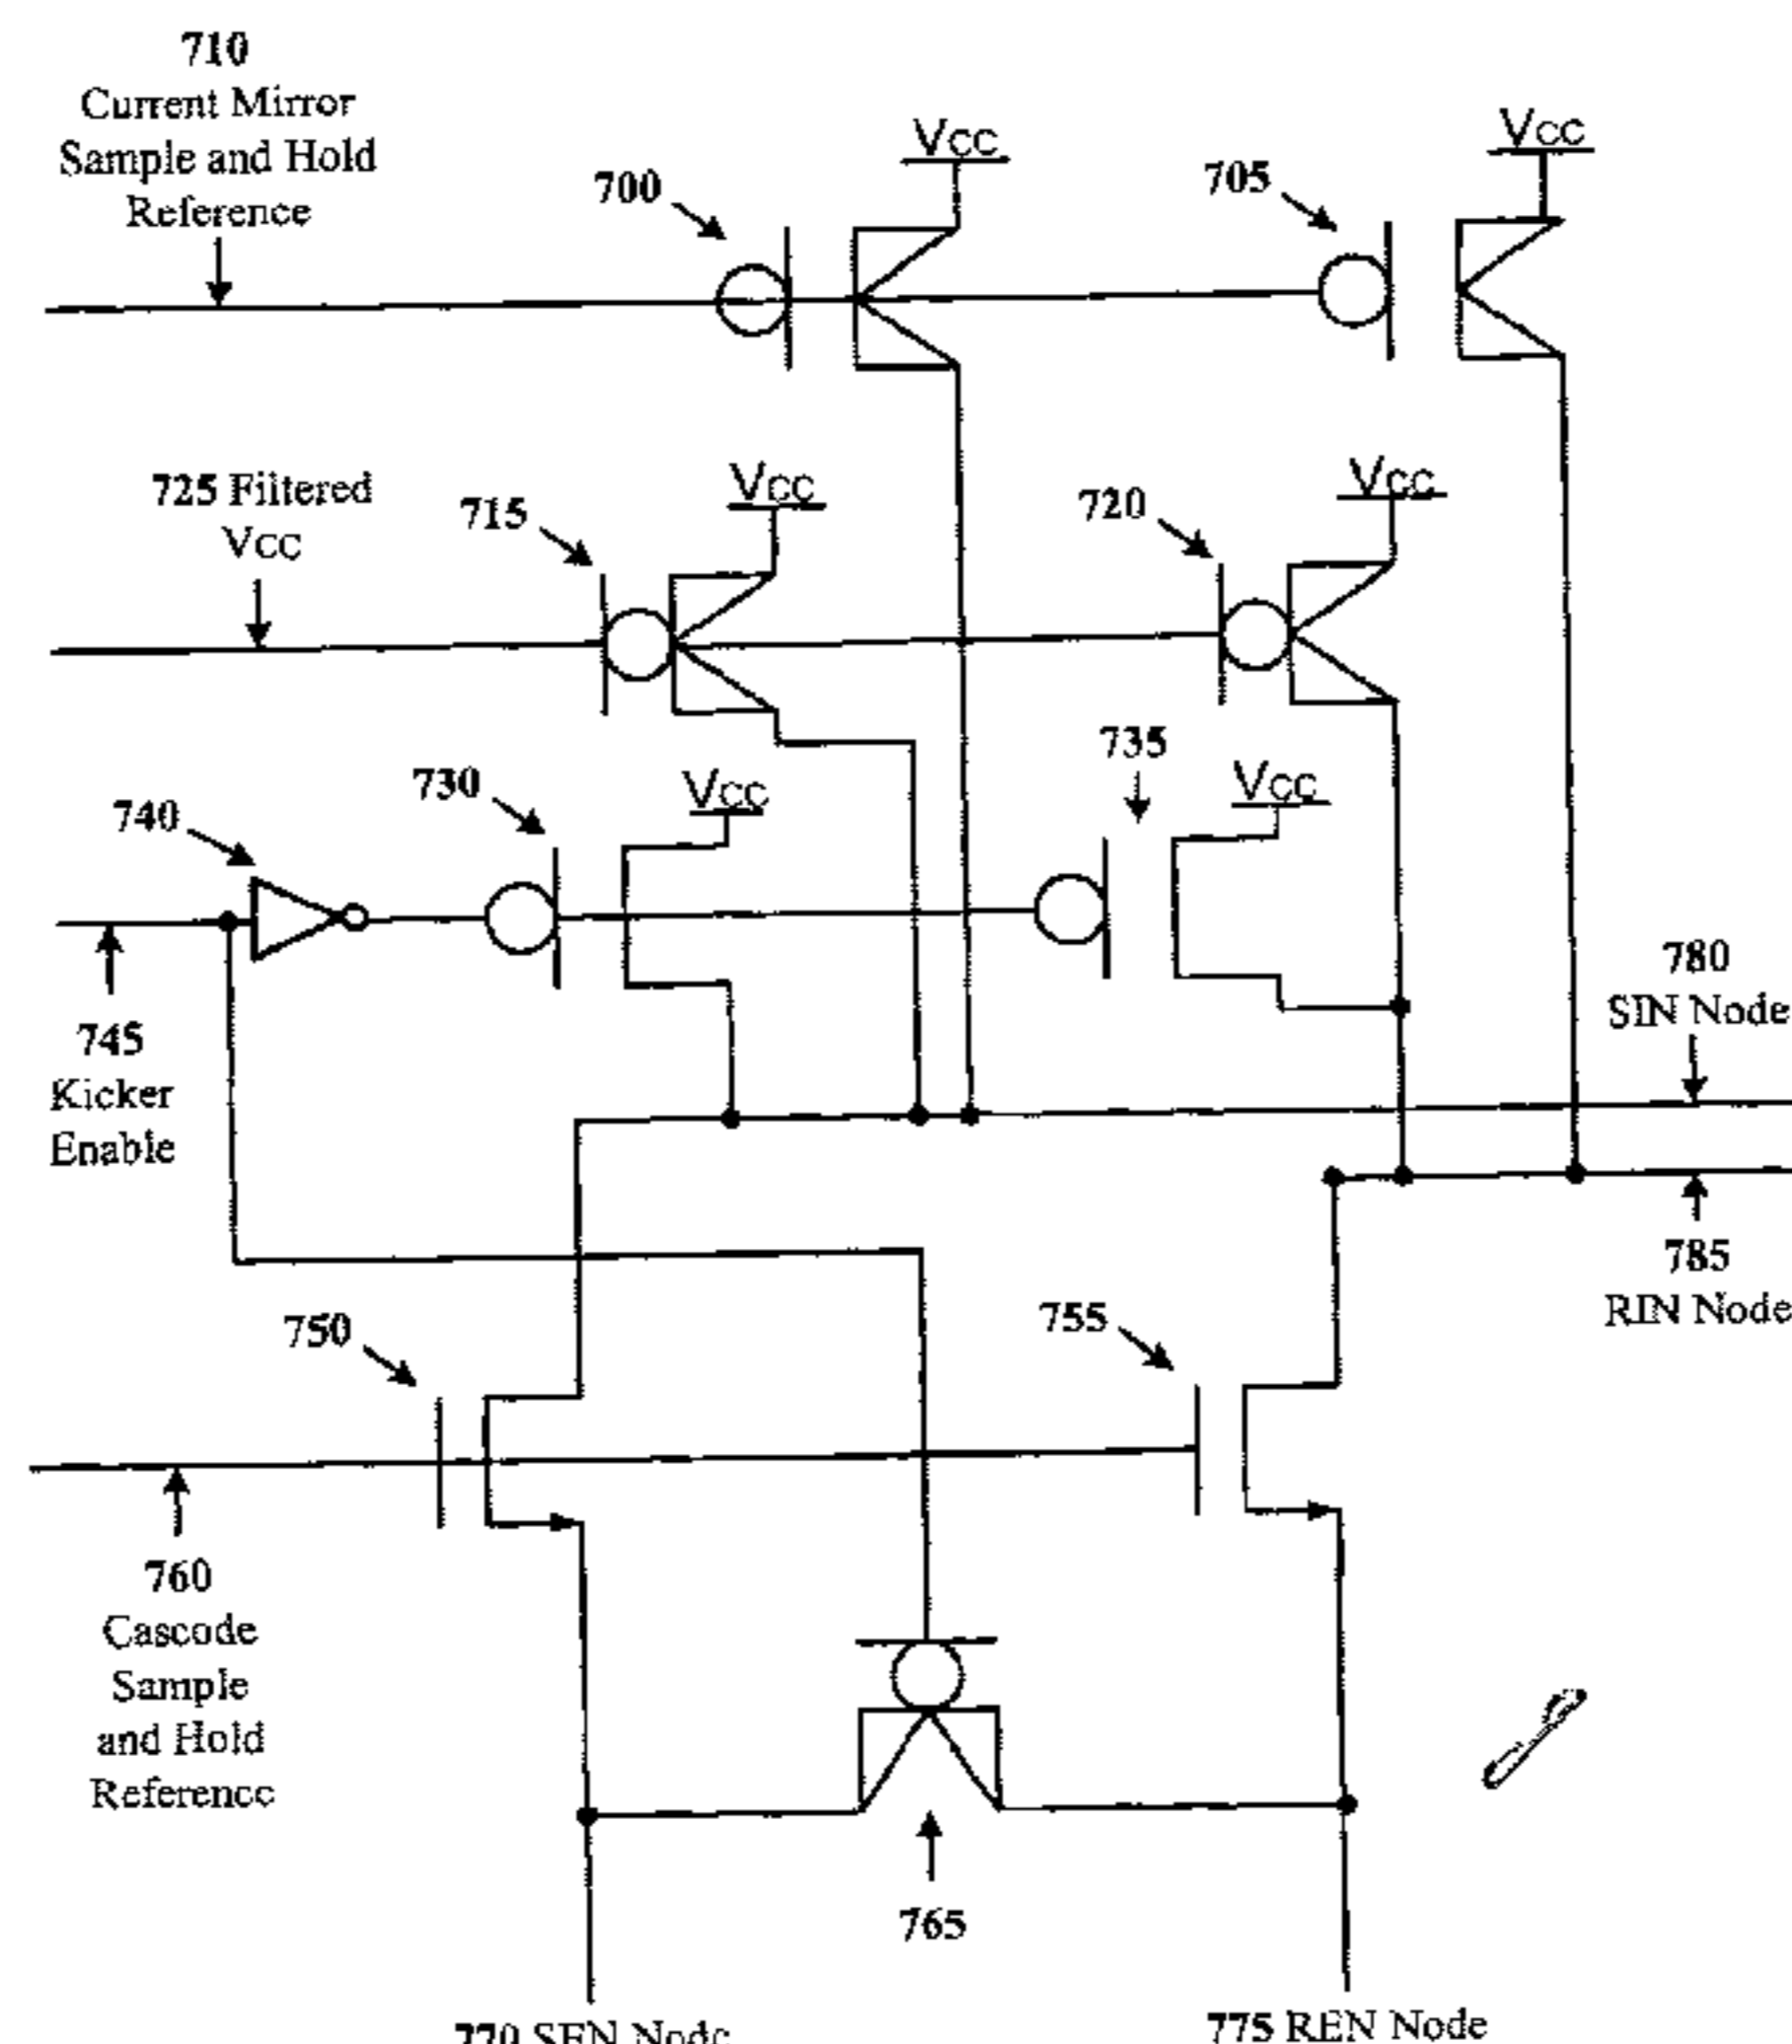 710
Current Mirror
Sample and Hold
Reference
VCC
VCC
700
705
725 Filtered
VCC
715
VCC
720
VCC
735
730
VCC
VCC
740
780
SIN Node
745
Kicker
Enable
785
RIN Node
750
755
760
Cascode
Sample
and Hold
Reference
765
770 SEN Node
775 REN Node